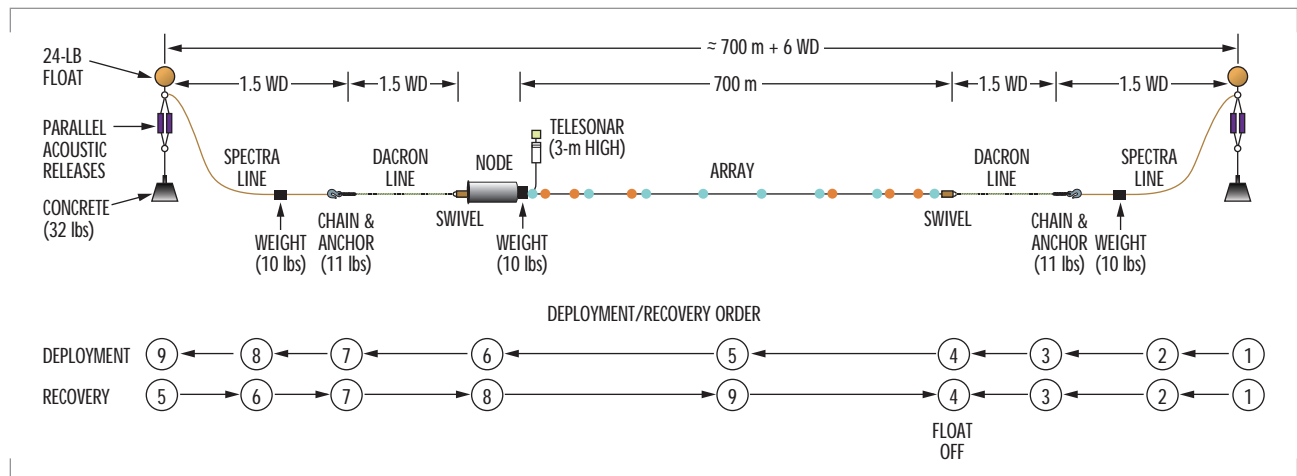 ≈ 700 m + 6 WD
24-LB
FLOAT
1.5 WD
1.5 WD
700 m
1.5 WD
1.5 WD
PARALLEL
ACOUSTIC
RELEASES
TELESONAR
(3-m HIGH)
SPECTRA
LINE
DACRON
LINE
NODE
ARRAY
DACRON
LINE
SPECTRA
LINE
CONCRETE
(32 lbs)
WEIGHT
(10 lbs)
CHAIN &
ANCHOR
(11 lbs)
SWIVEL
WEIGHT
(10 lbs)
SWIVEL
CHAIN &
ANCHOR
(11 lbs)
WEIGHT
(10 lbs)
DEPLOYMENT/RECOVERY ORDER
DEPLOYMENT 9 8 7 6 5 4 3 2 1
RECOVERY 5 6 7 8 9 4 3 2 1
FLOAT
OFF